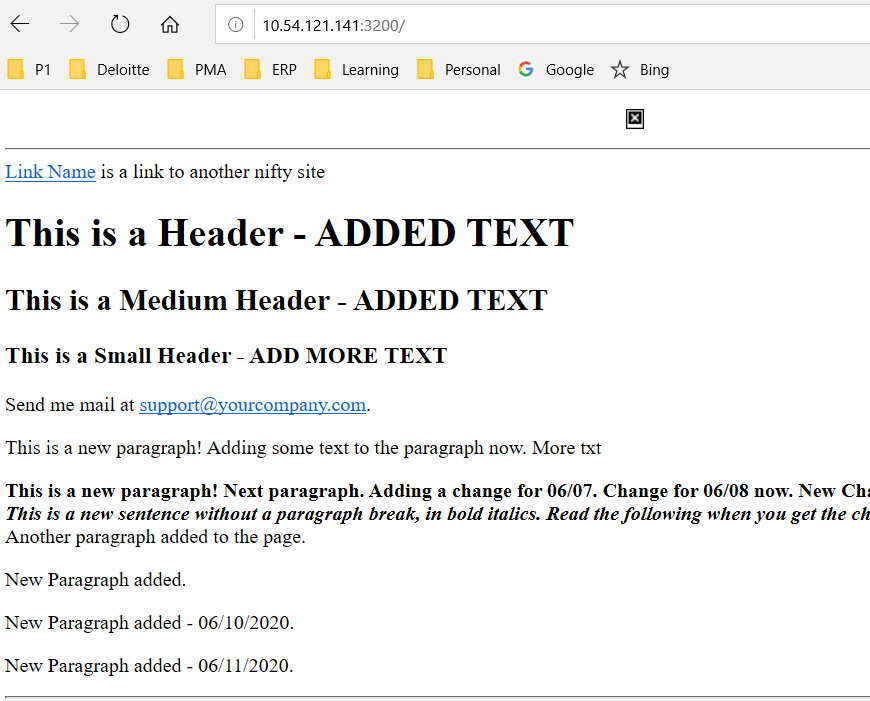 10.54.121.141:3200/
P1 Deloitte PMA ERP Learning Personal Google Bing
Link Name is a link to another nifty site
This is a Header - ADDED TEXT
This is a Medium Header - ADDED TEXT
This is a Small Header - ADD MORE TEXT
Send me mail at support@yourcompany.com.
This is a new paragraph! Adding some text to the paragraph now. More txt
This is a new paragraph! Next paragraph. Adding a change for 06/07. Change for 06/08 now. New
This is a new sentence without a paragraph break, in bold italics. Read the following when you get the
Another paragraph added to the page.
New Paragraph added.
New Paragraph added - 06/10/2020.
New Paragraph added - 06/11/2020.